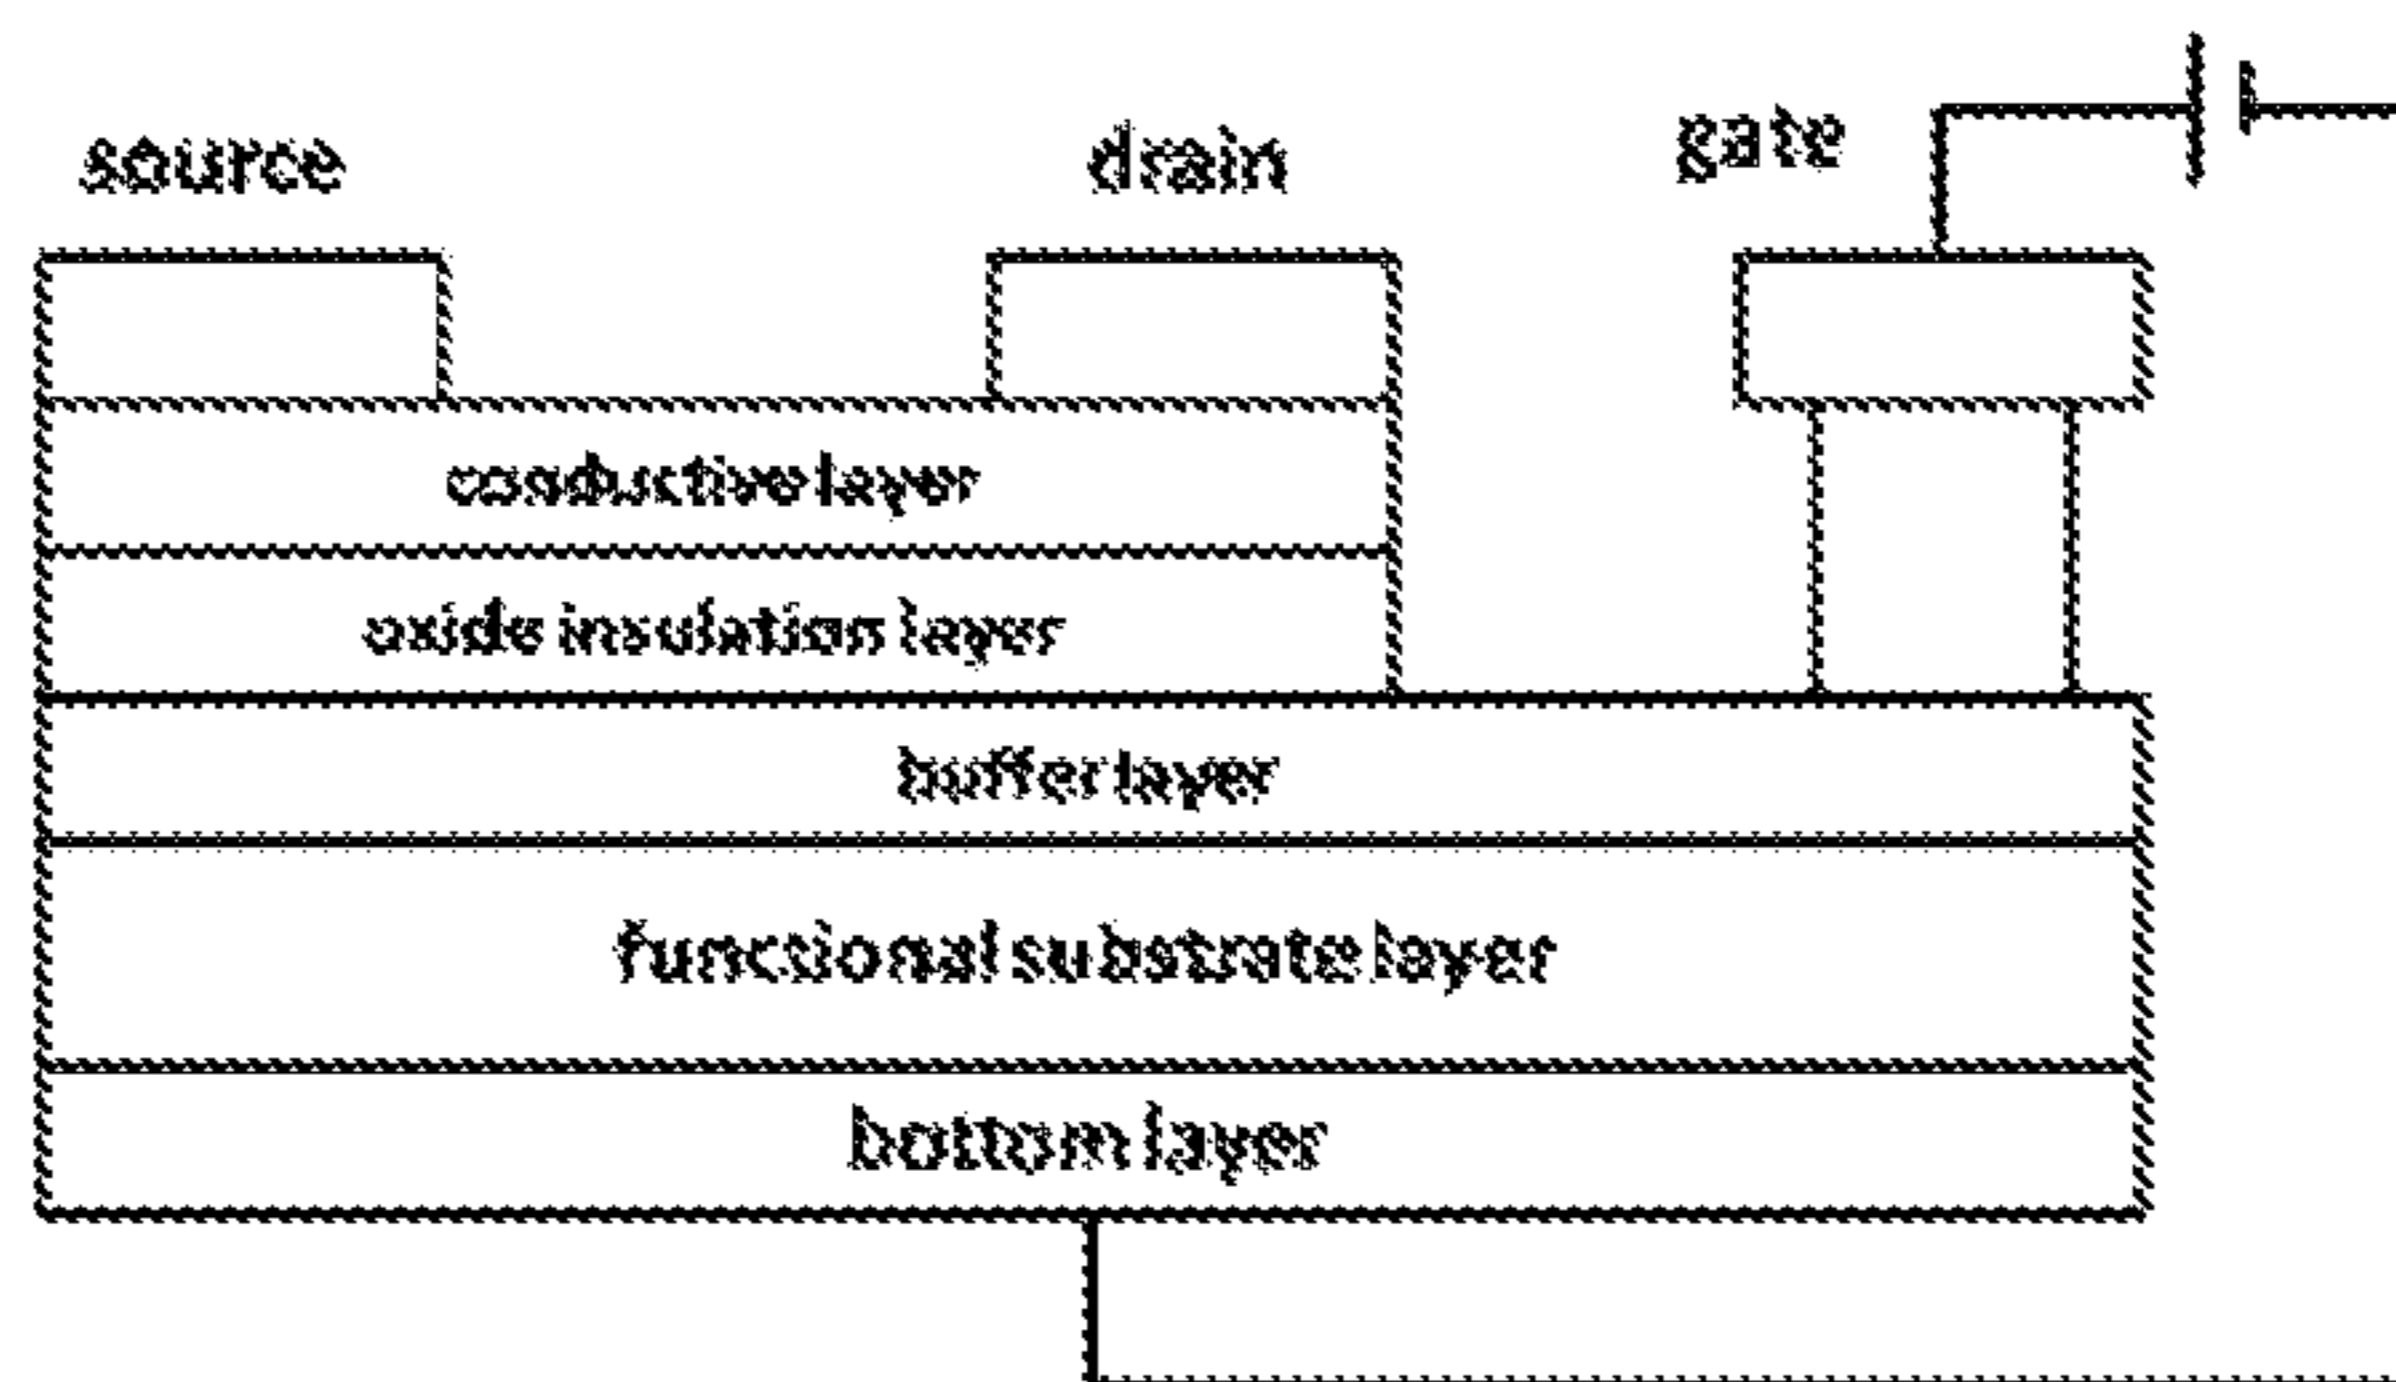 source
drain
gate
conductive layer
oxide insulation layer
buffer layer
functional substrate layer
bottom layer